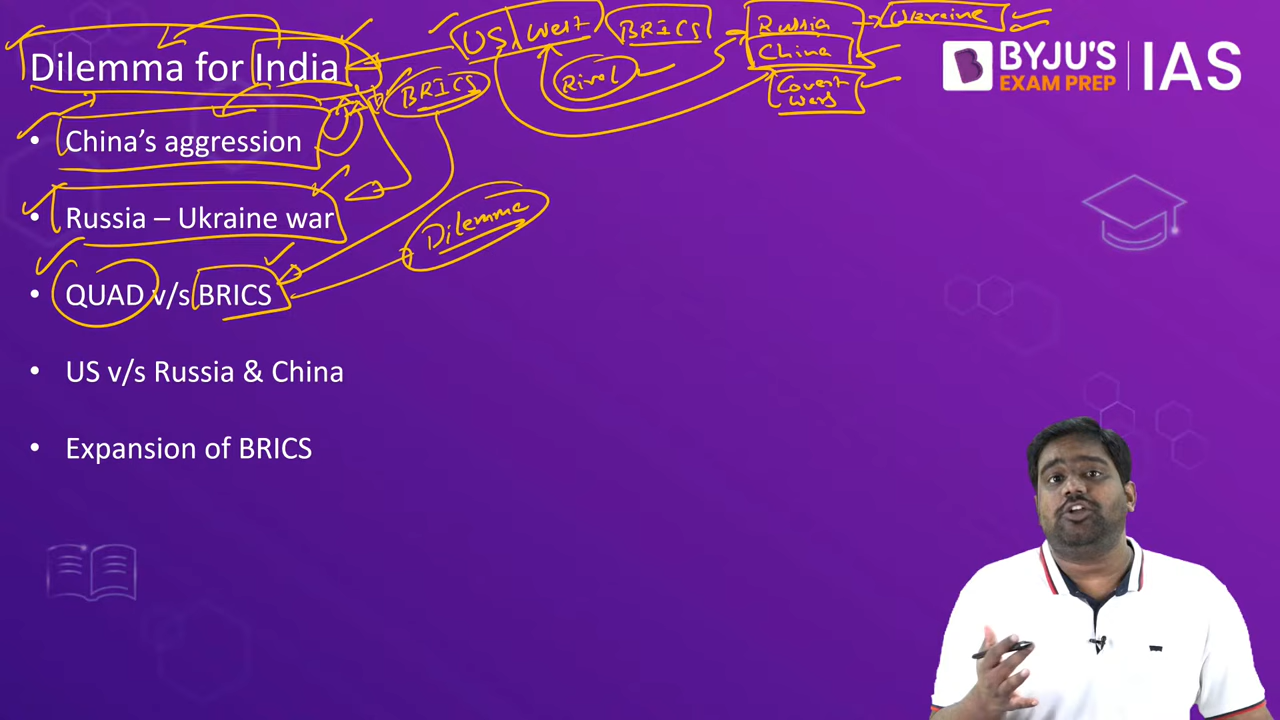 US West BRICS Russia → Ukraine
China
Rival
Covert
Wars
Dilemma for India
BRICS
BYJU'S
EXAM PREP
IAS
• China’s aggression
• Russia – Ukraine war
Dilemma
• QUAD v/s BRICS
• US v/s Russia & China
• Expansion of BRICS